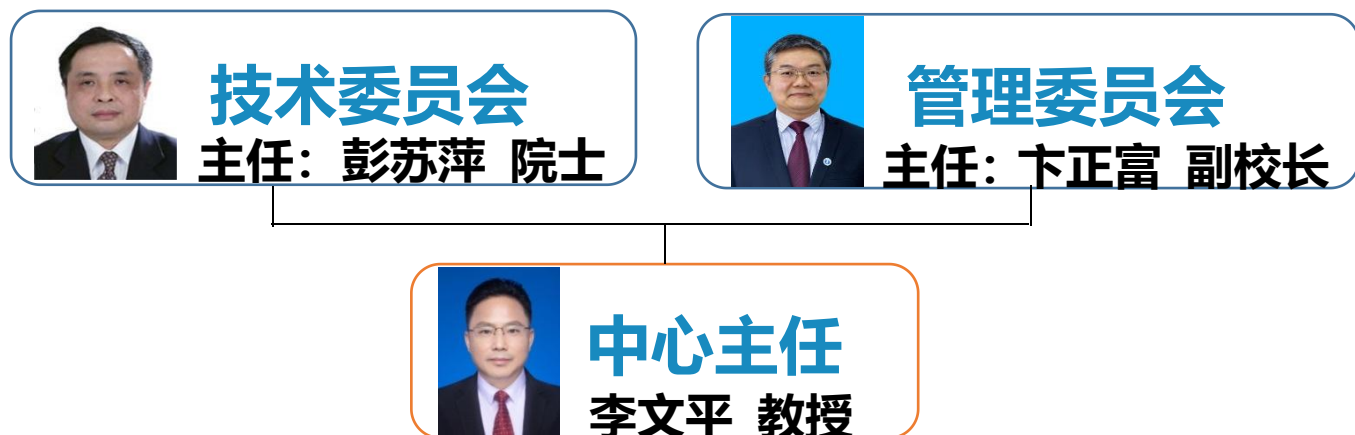 技术委员会
主任：彭苏萍 院士
管理委员会
主任：卞正富 副校长
中心主任
李文平 教授